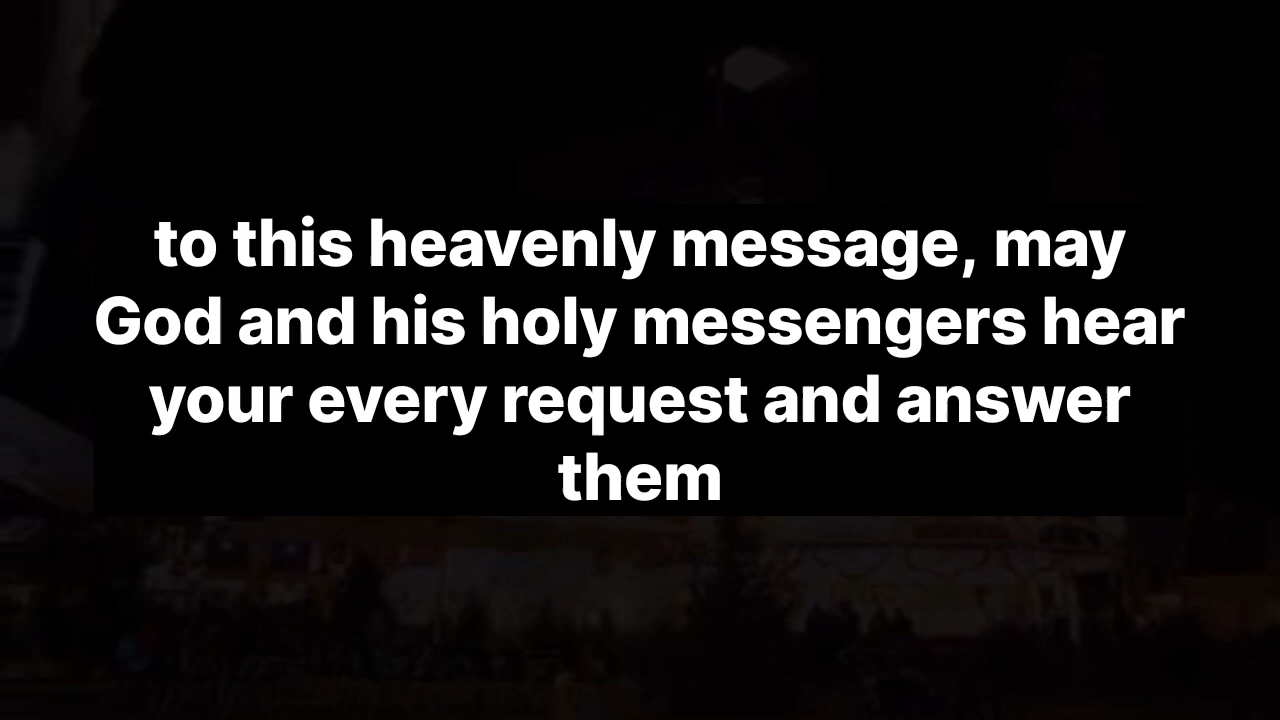 to this heavenly message, may
God and his holy messengers hear
your every request and answer
them